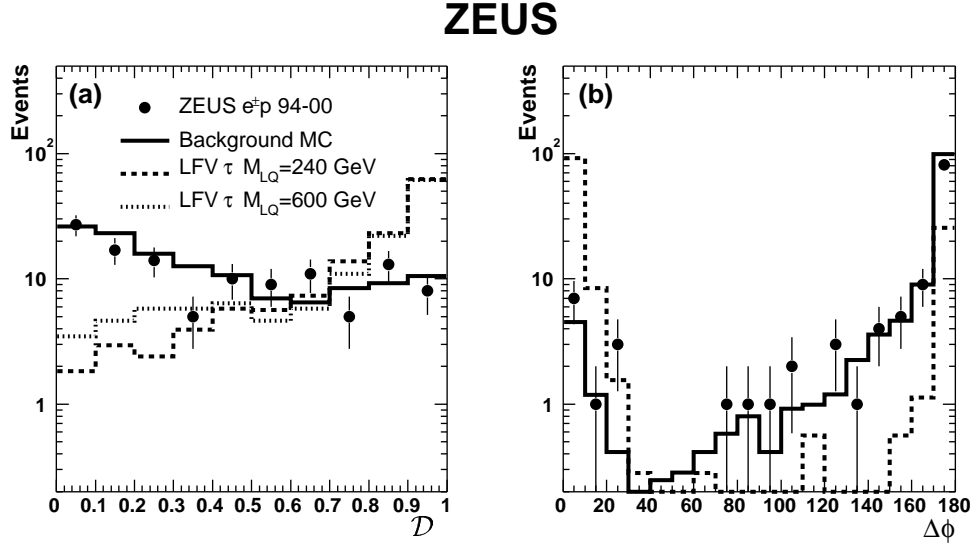 ZEUS
Events
(a)
ZEUS e±p 94-00
Background MC
LFV τ M_LQ=240 GeV
LFV τ M_LQ=600 GeV
10²
10
1
0 0.1 0.2 0.3 0.4 0.5 0.6 0.7 0.8 0.9 1
𝒟
Events
(b)
10²
10
1
0 20 40 60 80 100 120 140 160 180
Δϕ